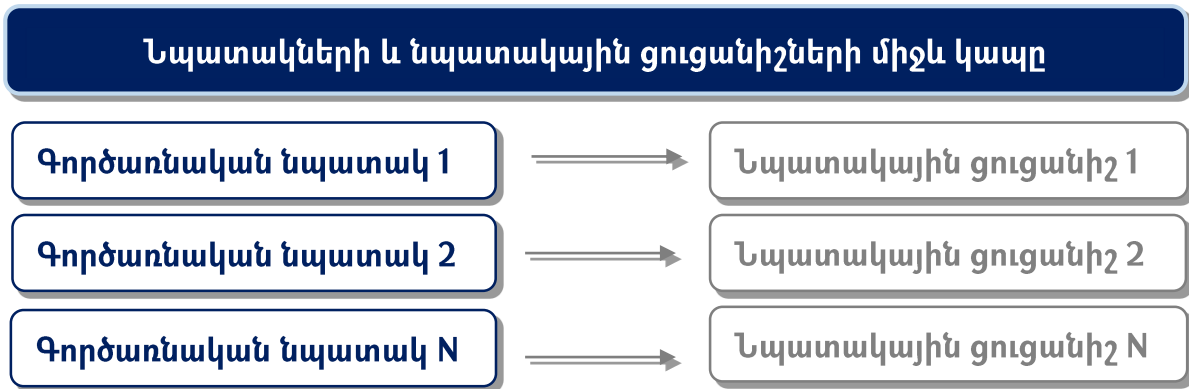 Նպատակների և նպատակային ցուցանիշների միջև կապը
Գործառնական նպատակ 1
Նպատակային ցուցանիշ 1
Գործառնական նպատակ 2
Նպատակային ցուցանիշ 2
Գործառնական նպատակ N
Նպատակային ցուցանիշ N